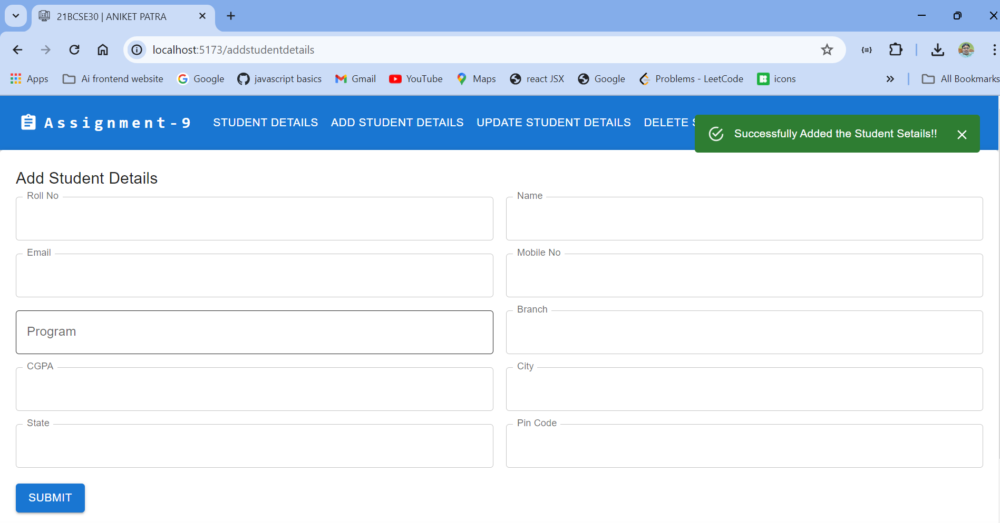 21BCSE30 | ANIKET PATRA
localhost:5173/addstudentdetails
Apps Ai frontend website Google javascript basics Gmail YouTube Maps react JSX Google Problems - LeetCode icons All Bookmarks
Assignment-9 STUDENT DETAILS ADD STUDENT DETAILS UPDATE STUDENT DETAILS DELETE
Successfully Added the Student Setails!!
Add Student Details
Roll No Name
Email Mobile No
Program Branch
CGPA City
State Pin Code
SUBMIT